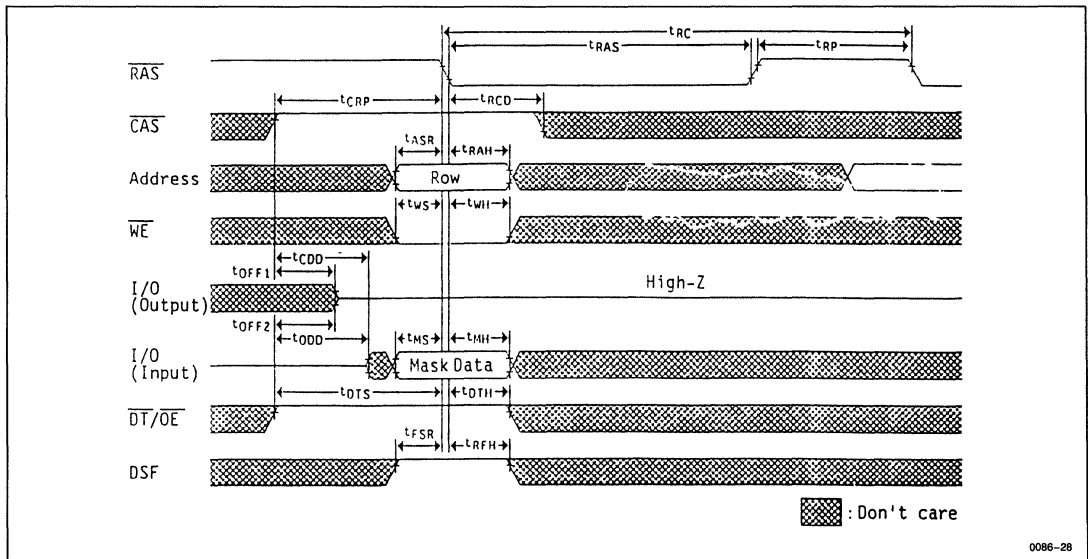 tRC
tRAS
tRP
RAS
tCRP
tRCD
CAS
tASR
tRAH
Address
Row
tWS
tWH
WE
tCDD
tOFF1
I/O
(Output)
High-Z
tOFF2
tODD
tMS
tMH
I/O
(Input)
Mask Data
tDTS
tDTH
DT/OE
tFSR
tRFH
DSF
: Don't care
0086-28